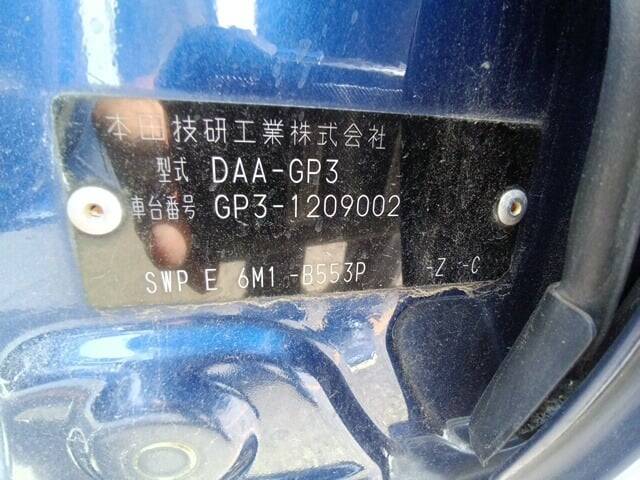 本田技研工業株式会社
型式 DAA-GP3
車台番号 GP3-1209002
SWP E 6M1 -B553P -Z -C